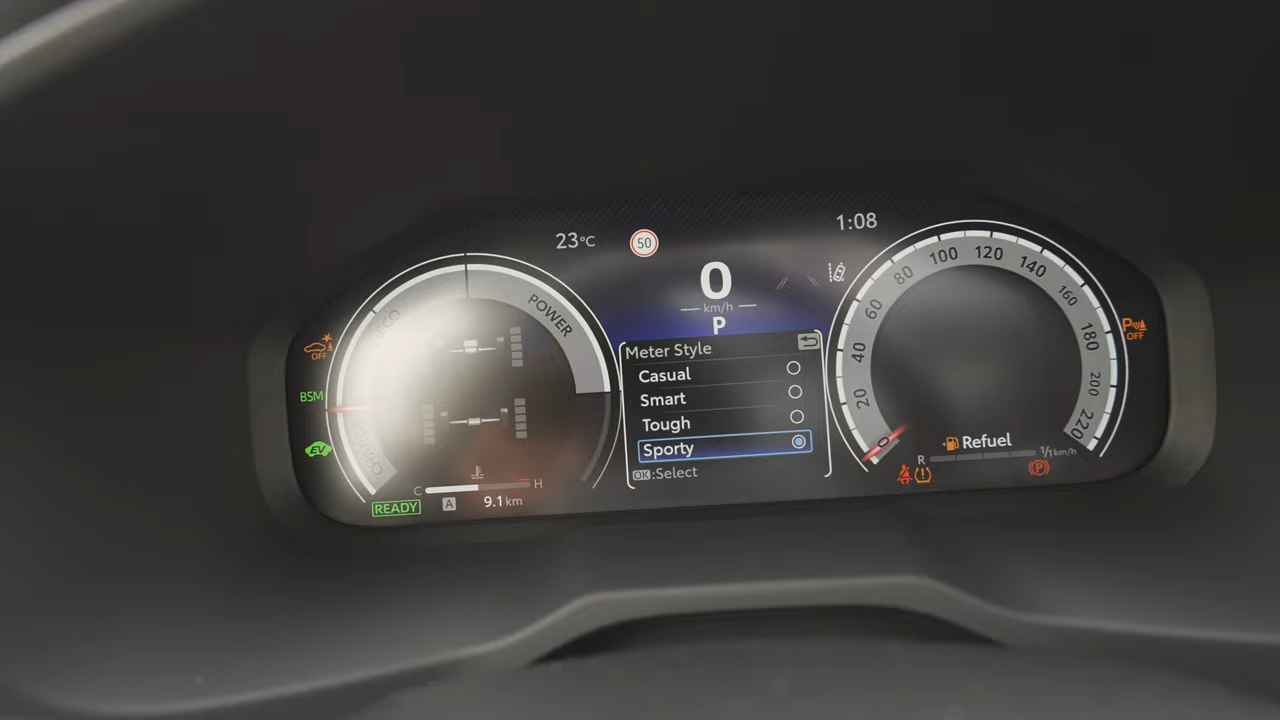 23°C
50
1:08
0
km/h
P
ECO
POWER
CHARGE
OFF
BSM
EV
READY
C
H
A
9.1 km
Meter Style
Casual
Smart
Tough
Sporty
OK:Select
0
20
40
60
80
100
120
140
160
180
200
220
Refuel
R
1/1
km/h
P
P
OFF